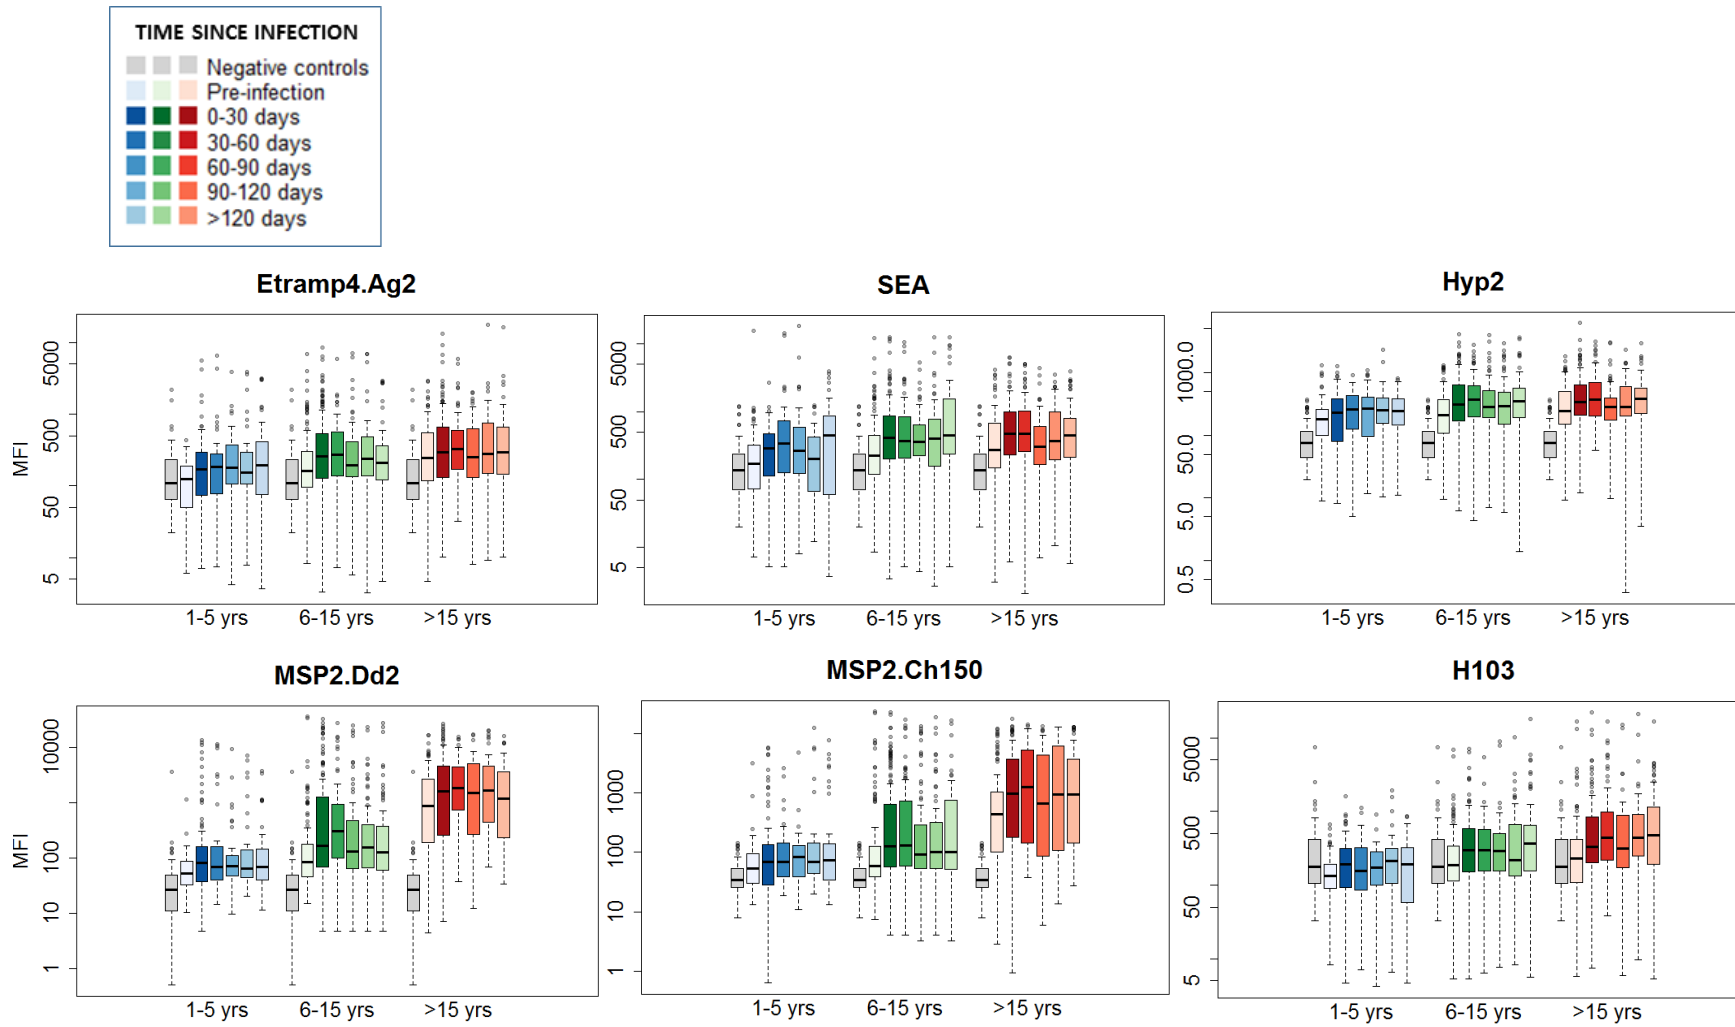 TIME SINCE INFECTION
Negative controls
Pre-infection
0-30 days
30-60 days
60-90 days
90-120 days
>120 days
Etramp4.Ag2
SEA
Hyp2
MFI
5000
500
50
5
1-5 yrs
6-15 yrs
>15 yrs
5000
500
50
5
1-5 yrs
6-15 yrs
>15 yrs
1000.0
50.0
5.0
0.5
1-5 yrs
6-15 yrs
>15 yrs
MSP2.Dd2
MSP2.Ch150
H103
MFI
10000
100
10
1
1-5 yrs
6-15 yrs
>15 yrs
1000
100
10
1
1-5 yrs
6-15 yrs
>15 yrs
5000
500
50
5
1-5 yrs
6-15 yrs
>15 yrs